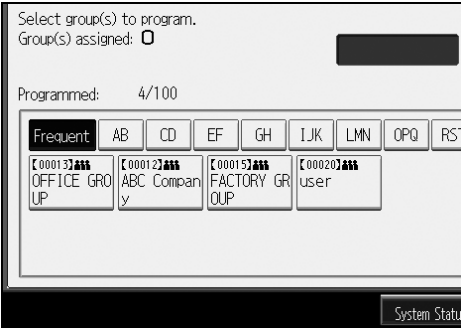 Select group(s) to program.
Group(s) assigned: 0
Programmed: 4/100
Frequent AB CD EF GH IJK LMN OPQ RST
【00013】 【00012】 【00015】 【00020】
OFFICE GRO ABC Compan FACTORY GR user
UP y OUP
System Statu